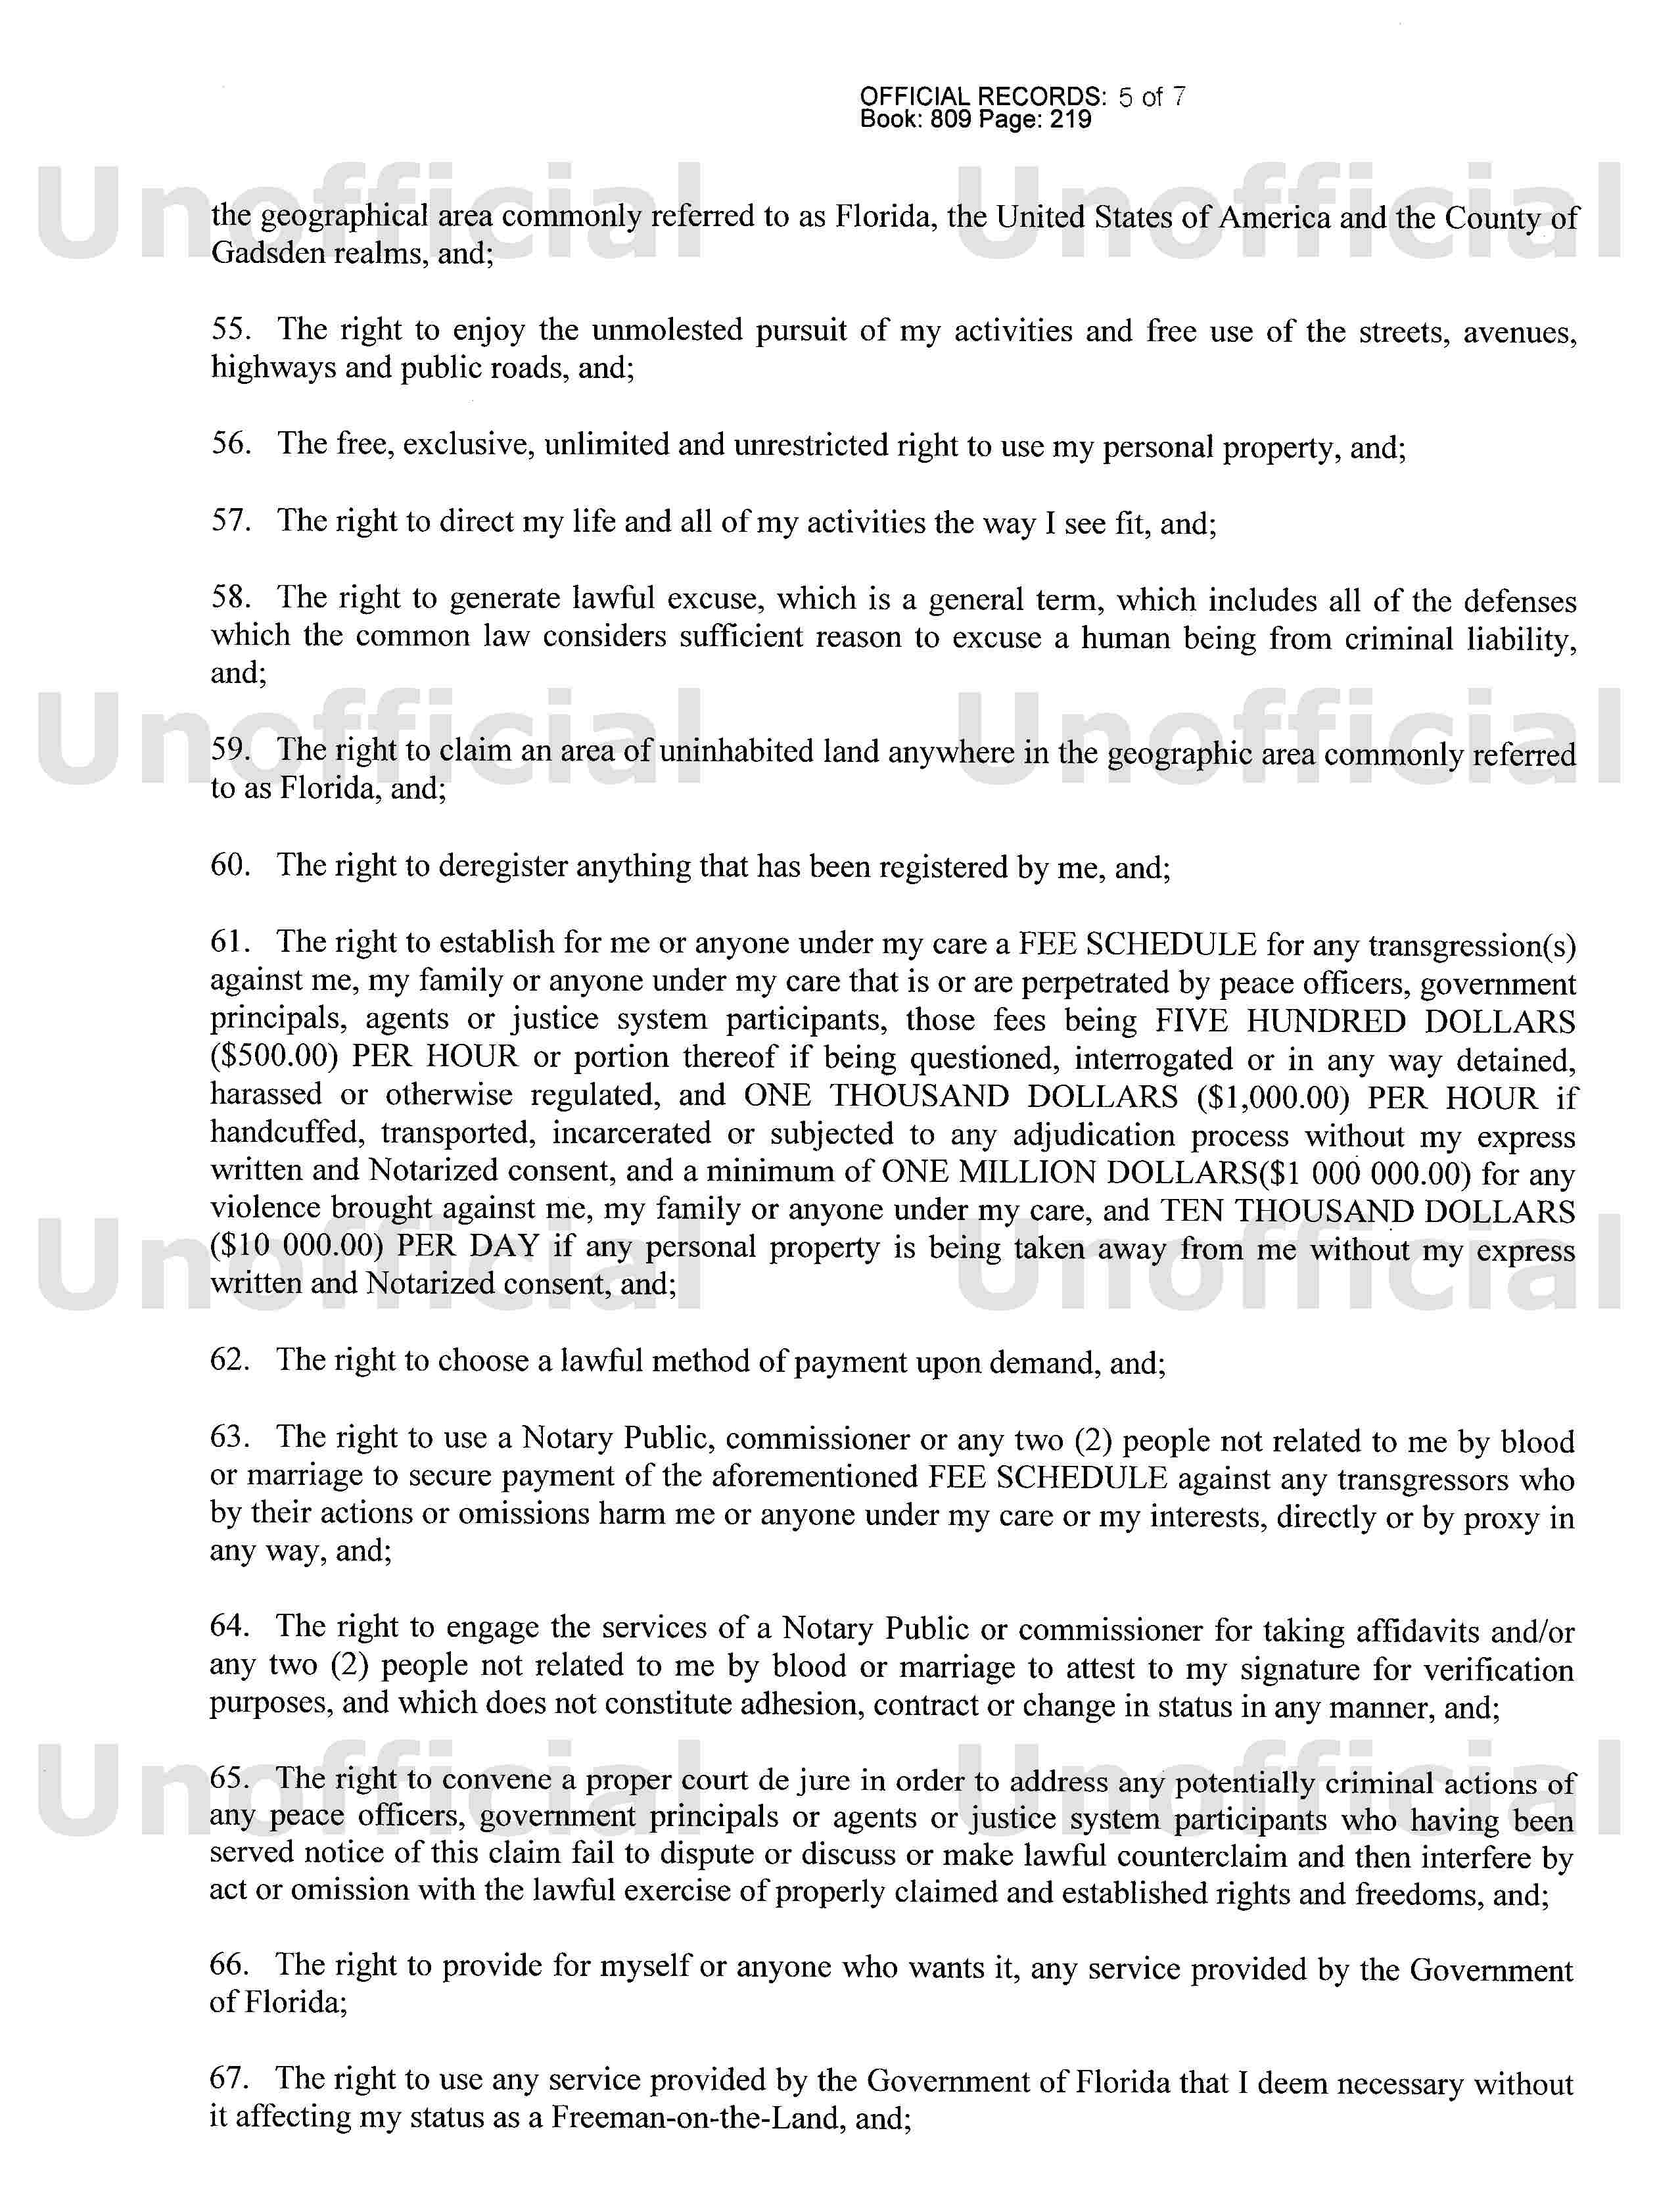 OFFICIAL RECORDS: 5 of 7
Book: 809 Page: 219
Unofficial Unofficial
the geographical area commonly referred to as Florida, the United States of America and the County of
Gadsden realms, and;
55. The right to enjoy the unmolested pursuit of my activities and free use of the streets, avenues,
highways and public roads, and;
56. The free, exclusive, unlimited and unrestricted right to use my personal property, and;
57. The right to direct my life and all of my activities the way I see fit, and;
58. The right to generate lawful excuse, which is a general term, which includes all of the defenses
which the common law considers sufficient reason to excuse a human being from criminal liability,
and;
Unofficial Unofficial
59. The right to claim an area of uninhabited land anywhere in the geographic area commonly referred
to as Florida, and;
60. The right to deregister anything that has been registered by me, and;
61. The right to establish for me or anyone under my care a FEE SCHEDULE for any transgression(s)
against me, my family or anyone under my care that is or are perpetrated by peace officers, government
principals, agents or justice system participants, those fees being FIVE HUNDRED DOLLARS
($500.00) PER HOUR or portion thereof if being questioned, interrogated or in any way detained,
harassed or otherwise regulated, and ONE THOUSAND DOLLARS ($1,000.00) PER HOUR if
handcuffed, transported, incarcerated or subjected to any adjudication process without my express
written and Notarized consent, and a minimum of ONE MILLION DOLLARS($1 000 000.00) for any
violence brought against me, my family or anyone under my care, and TEN THOUSAND DOLLARS
Unofficial Unofficial
($10 000.00) PER DAY if any personal property is being taken away from me without my express
written and Notarized consent, and;
62. The right to choose a lawful method of payment upon demand, and;
63. The right to use a Notary Public, commissioner or any two (2) people not related to me by blood
or marriage to secure payment of the aforementioned FEE SCHEDULE against any transgressors who
by their actions or omissions harm me or anyone under my care or my interests, directly or by proxy in
any way, and;
64. The right to engage the services of a Notary Public or commissioner for taking affidavits and/or
any two (2) people not related to me by blood or marriage to attest to my signature for verification
purposes, and which does not constitute adhesion, contract or change in status in any manner, and;
Unofficial Unofficial
65. The right to convene a proper court de jure in order to address any potentially criminal actions of
any peace officers, government principals or agents or justice system participants who having been
served notice of this claim fail to dispute or discuss or make lawful counterclaim and then interfere by
act or omission with the lawful exercise of properly claimed and established rights and freedoms, and;
66. The right to provide for myself or anyone who wants it, any service provided by the Government
of Florida;
67. The right to use any service provided by the Government of Florida that I deem necessary without
it affecting my status as a Freeman-on-the-Land, and;